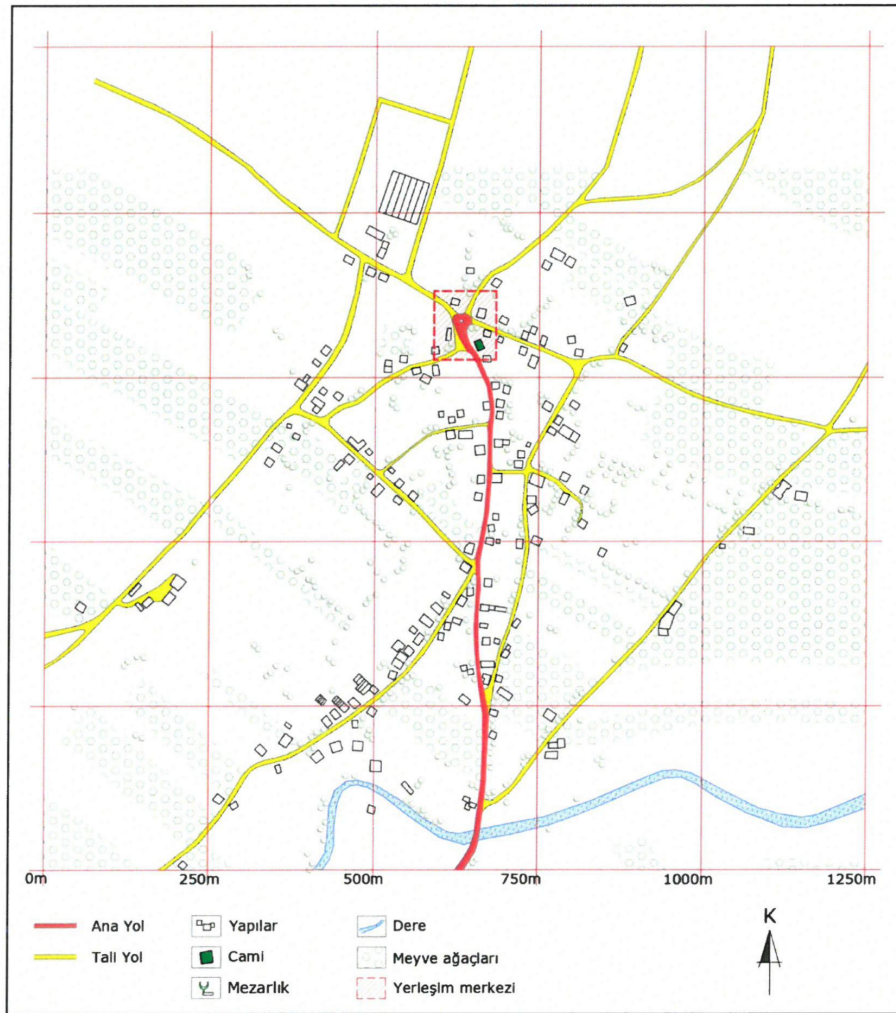 0m 250m 500m 750m 1000m 1250m
Ana Yol
Yapılar
Dere
Tali Yol
Cami
Meyve ağaçları
Mezarlık
Yerleşim merkezi
K